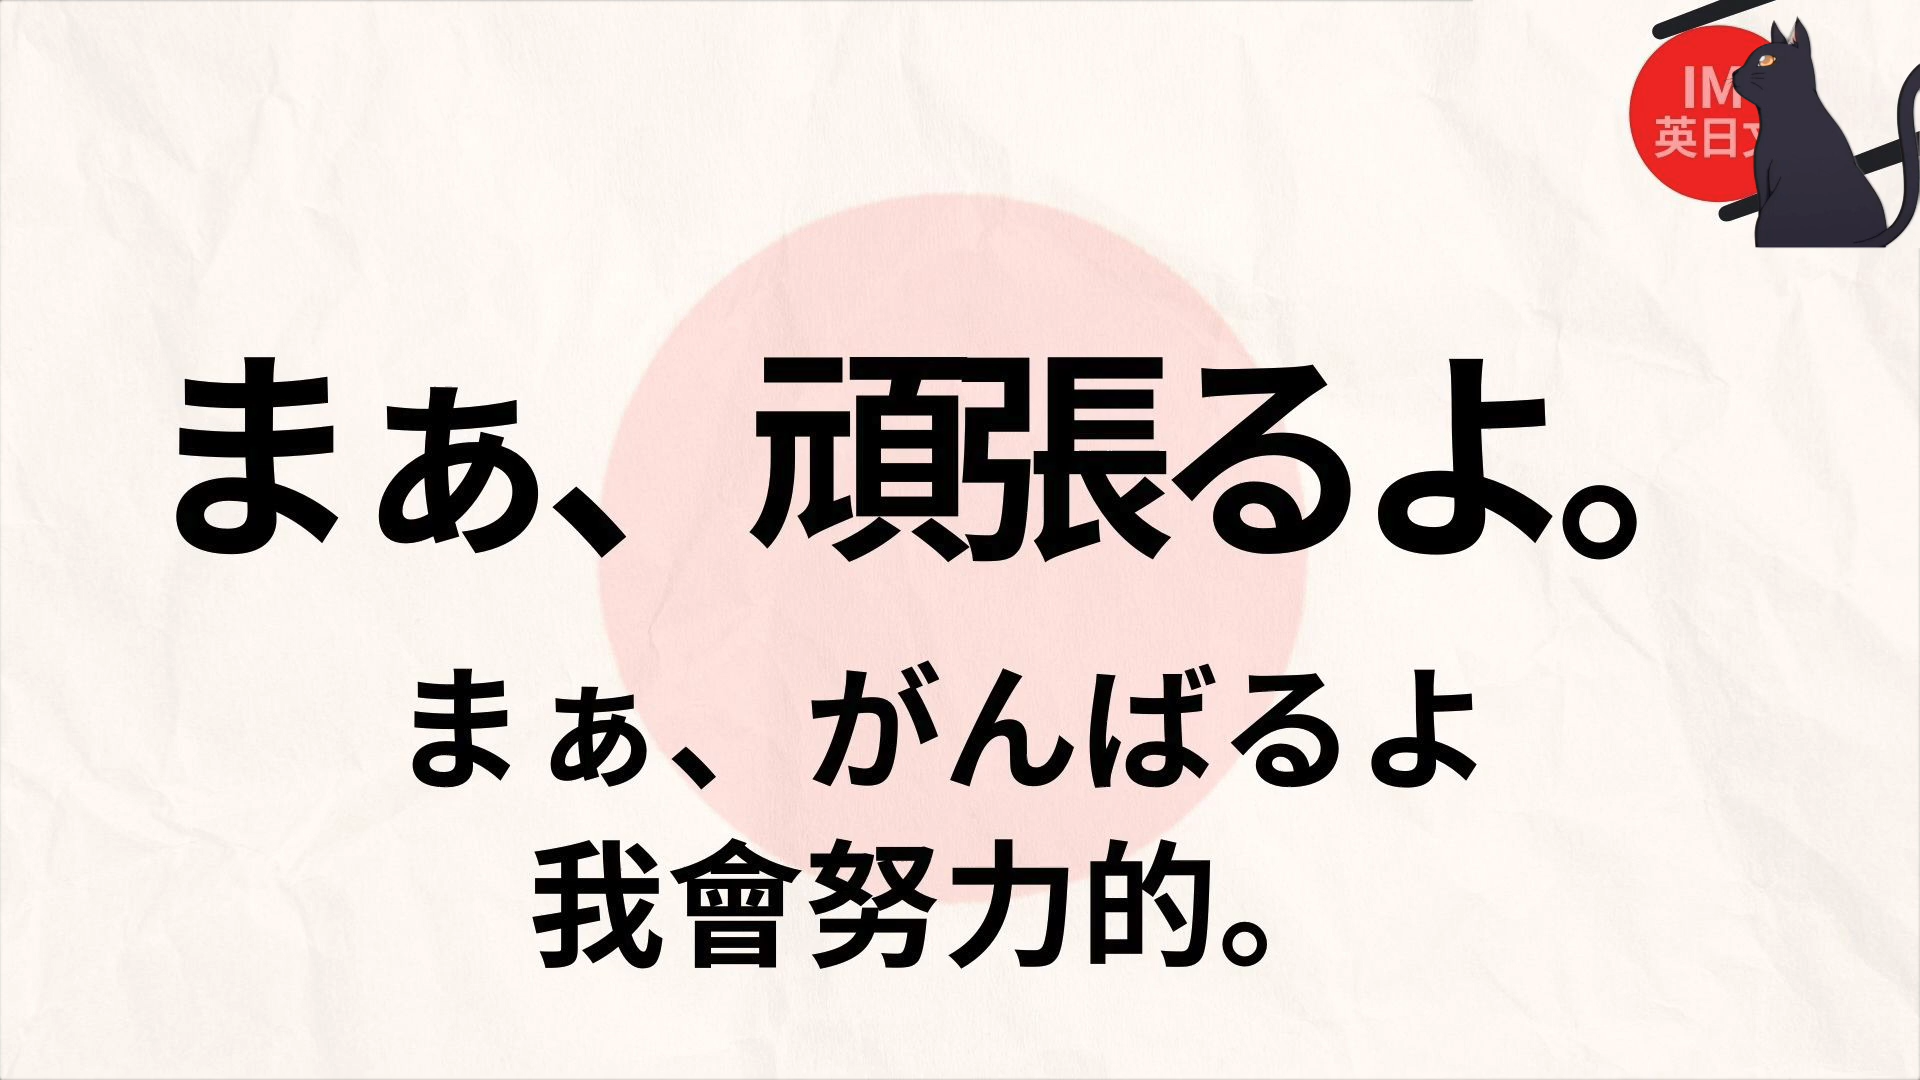 IM
英日
まぁ、頑張るよ。
まぁ、がんばるよ
我會努力的。